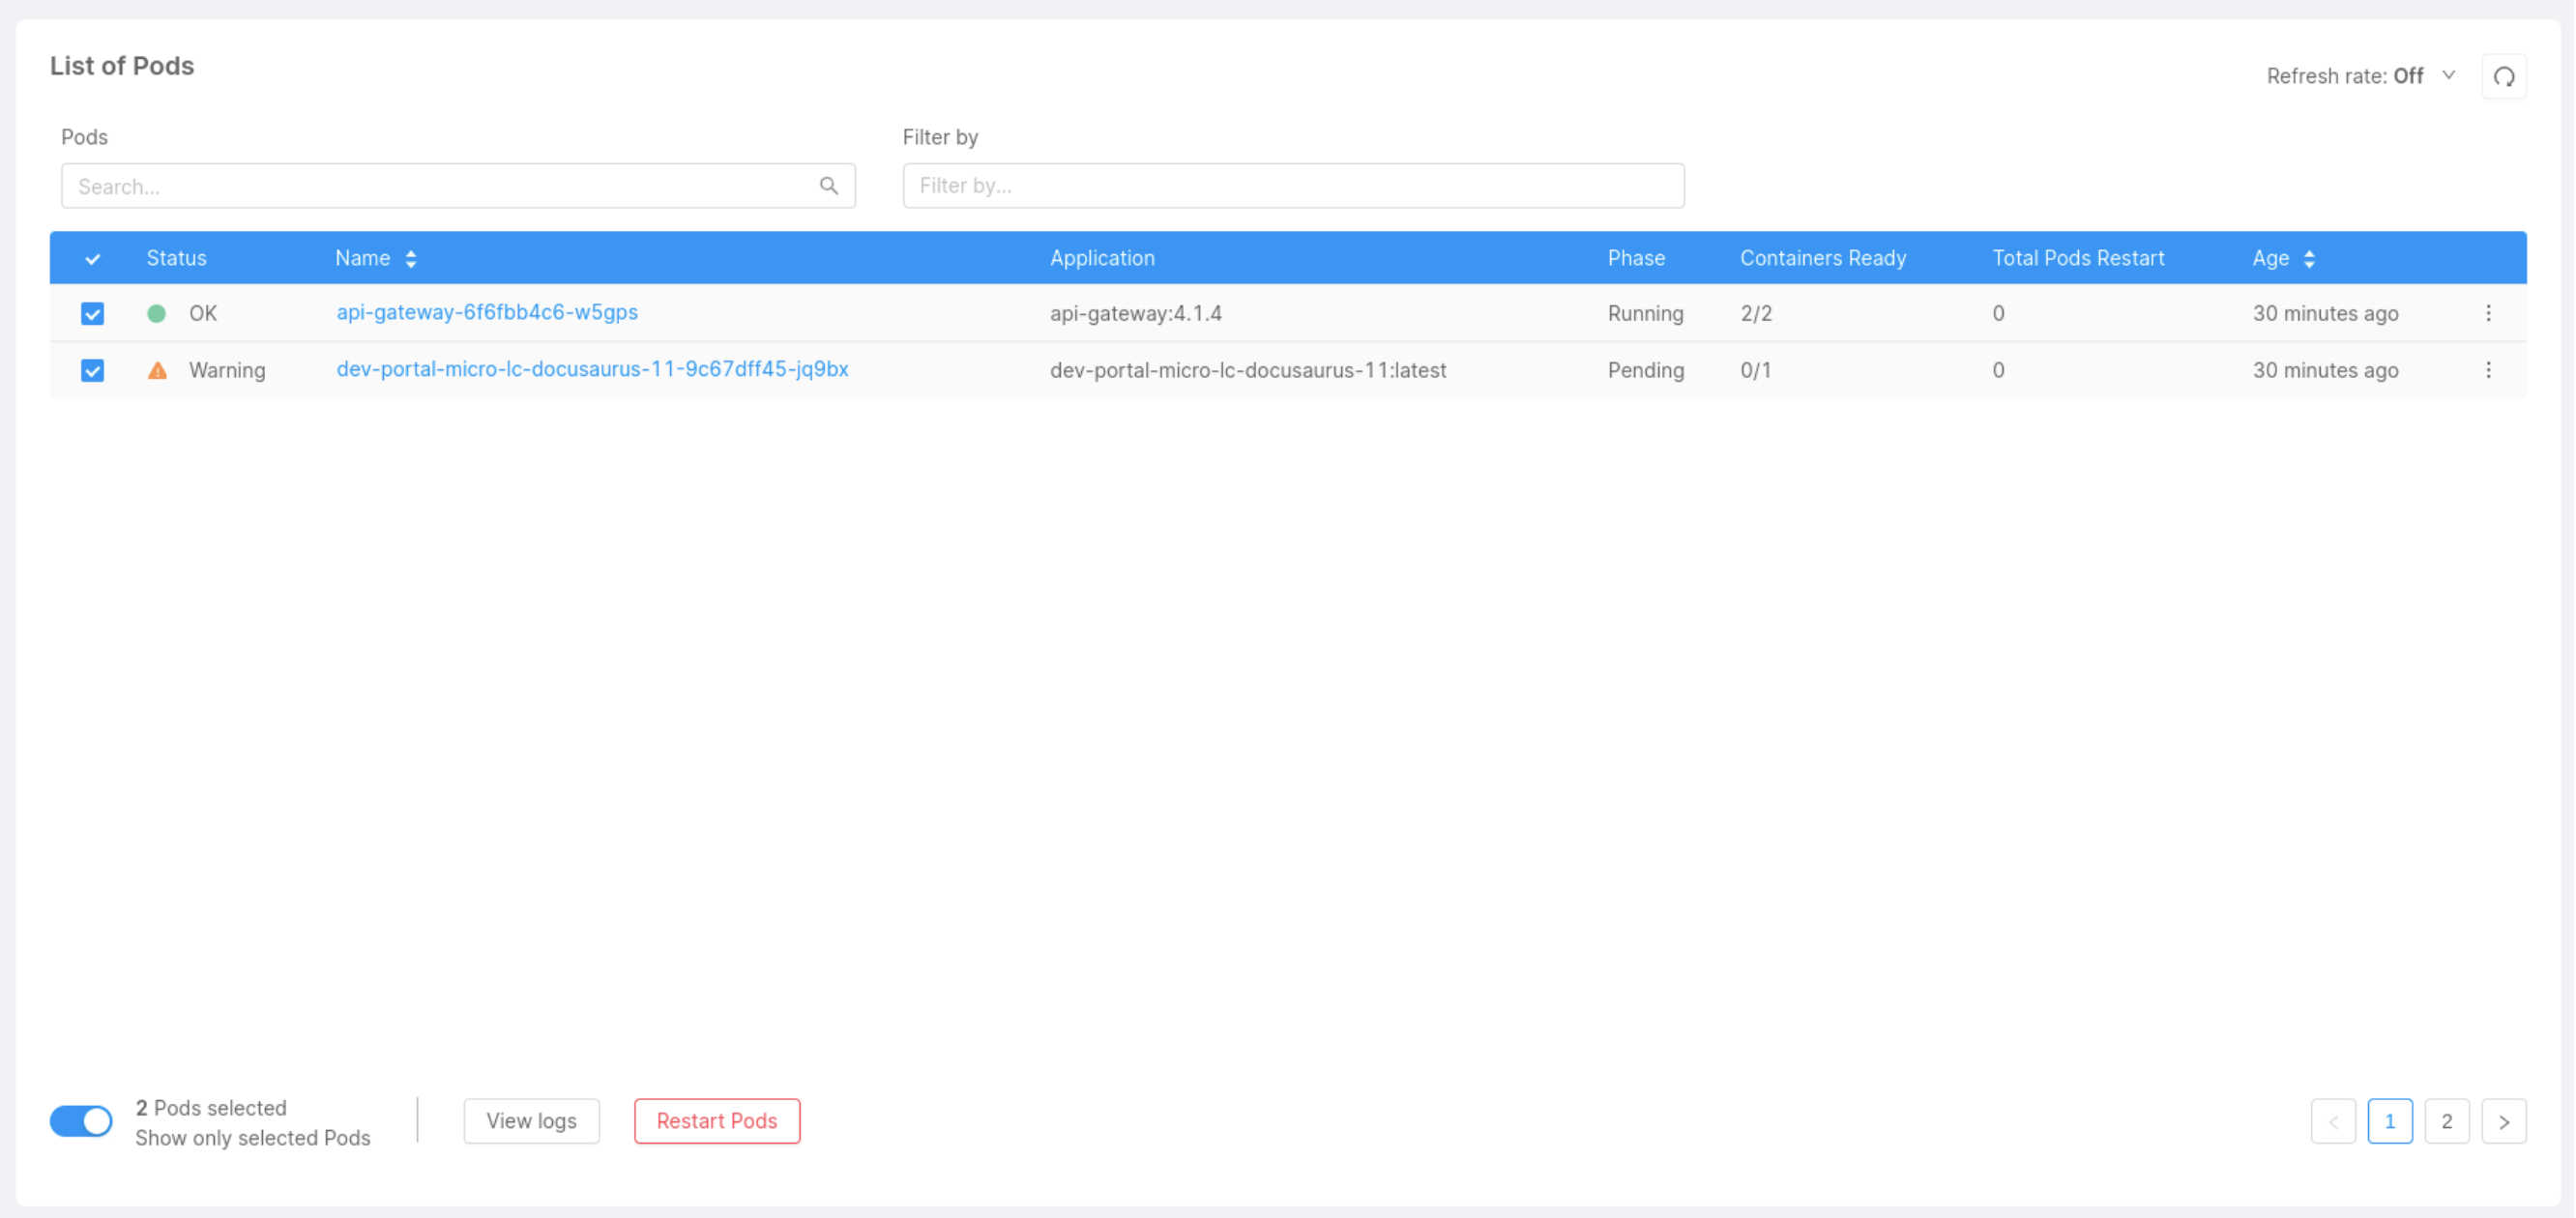 List of Pods
Refresh rate: Off
Pods
Filter by
Search...
Filter by...
Status Name Application Phase Containers Ready Total Pods Restart Age
OK api-gateway-6f6fbb4c6-w5gps api-gateway:4.1.4 Running 2/2 0 30 minutes ago
Warning dev-portal-micro-lc-docusaurus-11-9c67dff45-jq9bx dev-portal-micro-lc-docusaurus-11:latest Pending 0/1 0 30 minutes ago
2 Pods selected
Show only selected Pods
View logs
Restart Pods
< 1 2 >